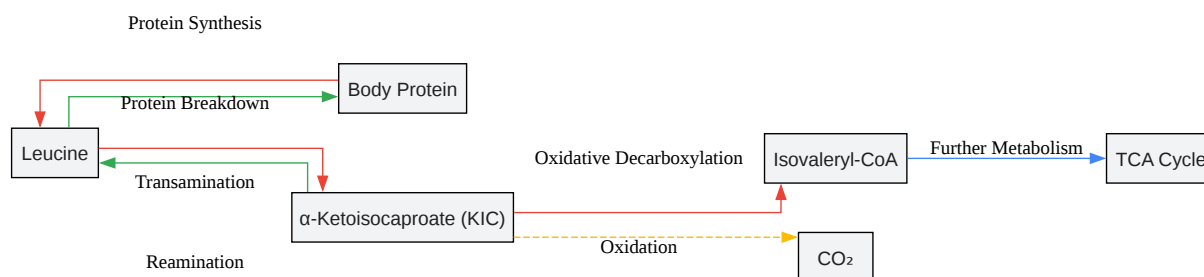 Protein Synthesis
Body Protein
Protein Breakdown
Leucine
Transamination
Oxidative Decarboxylation
Isovaleryl-CoA
Further Metabolism
TCA Cycle
α-Ketoisocaproate (KIC)
Oxidation
CO₂
Reamination